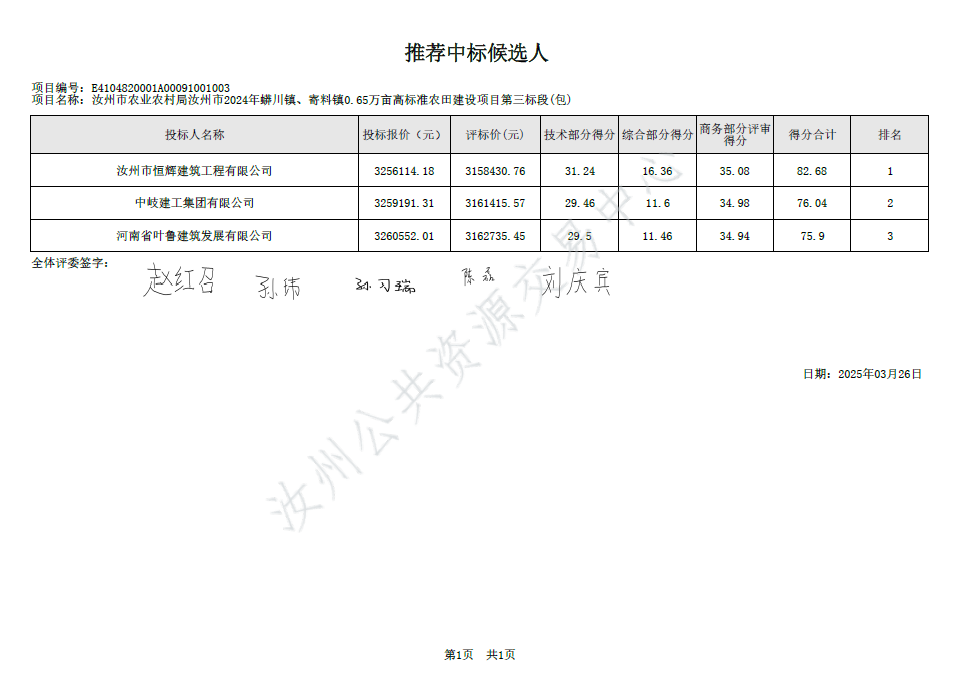 推荐中标候选人
项目编号：E4104820001A00091001003
项目名称：汝州市农业农村局汝州市2024年蟒川镇、寄料镇0.65万亩高标准农田建设项目第三标段(包)
投标人名称 投标报价（元） 评标价(元) 技术部分得分 综合部分得分 商务部分评审得分 得分合计 排名
汝州市恒辉建筑工程有限公司 3256114.18 3158430.76 31.24 16.36 35.08 82.68 1
中岐建工集团有限公司 3259191.31 3161415.57 29.46 11.6 34.98 76.04 2
河南省叶鲁建筑发展有限公司 3260552.01 3162735.45 29.5 11.46 34.94 75.9 3
全体评委签字：
赵红召 孙炜 孙习瑞 陈磊 刘庆宾
日期：2025年03月26日
汝州公共资源交易中心
第1页 共1页